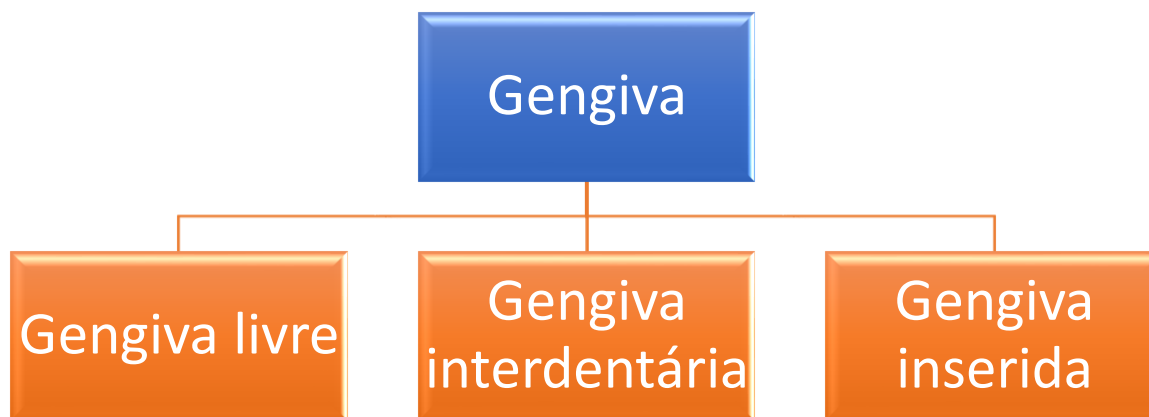 Gengiva
Gengiva livre
Gengiva
interdentária
Gengiva
inserida